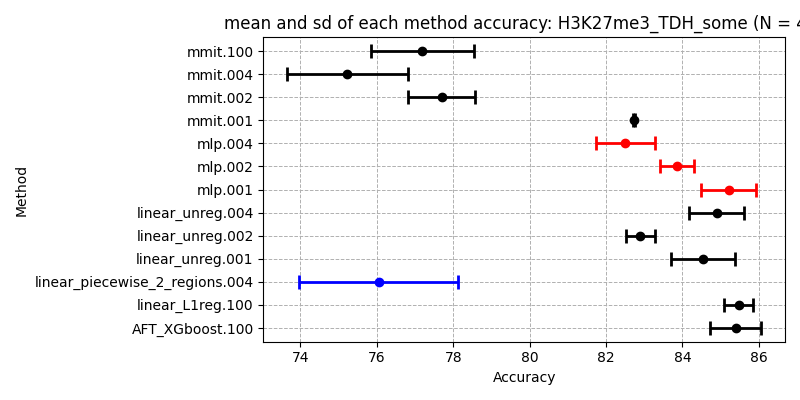 mean and sd of each method accuracy: H3K27me3_TDH_some (N = 4
mmit.100
mmit.004
mmit.002
mmit.001
mlp.004
mlp.002
mlp.001
linear_unreg.004
linear_unreg.002
linear_unreg.001
linear_piecewise_2_regions.004
linear_L1reg.100
AFT_XGboost.100
Method
74 76 78 80 82 84 86
Accuracy